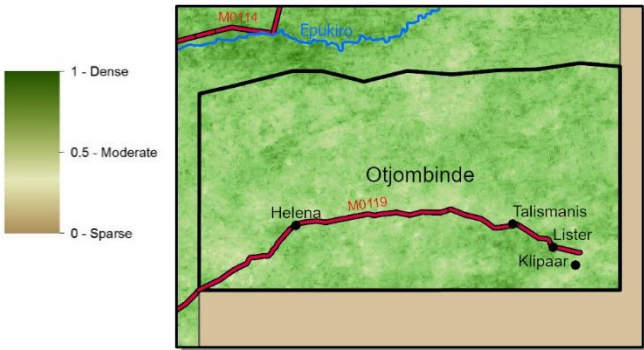 1 - Dense
0.5 - Moderate
0 - Sparse
M0114
Epukiro
Otjombinde
M0119
Helena
Talismanis
Lister
Klipaar